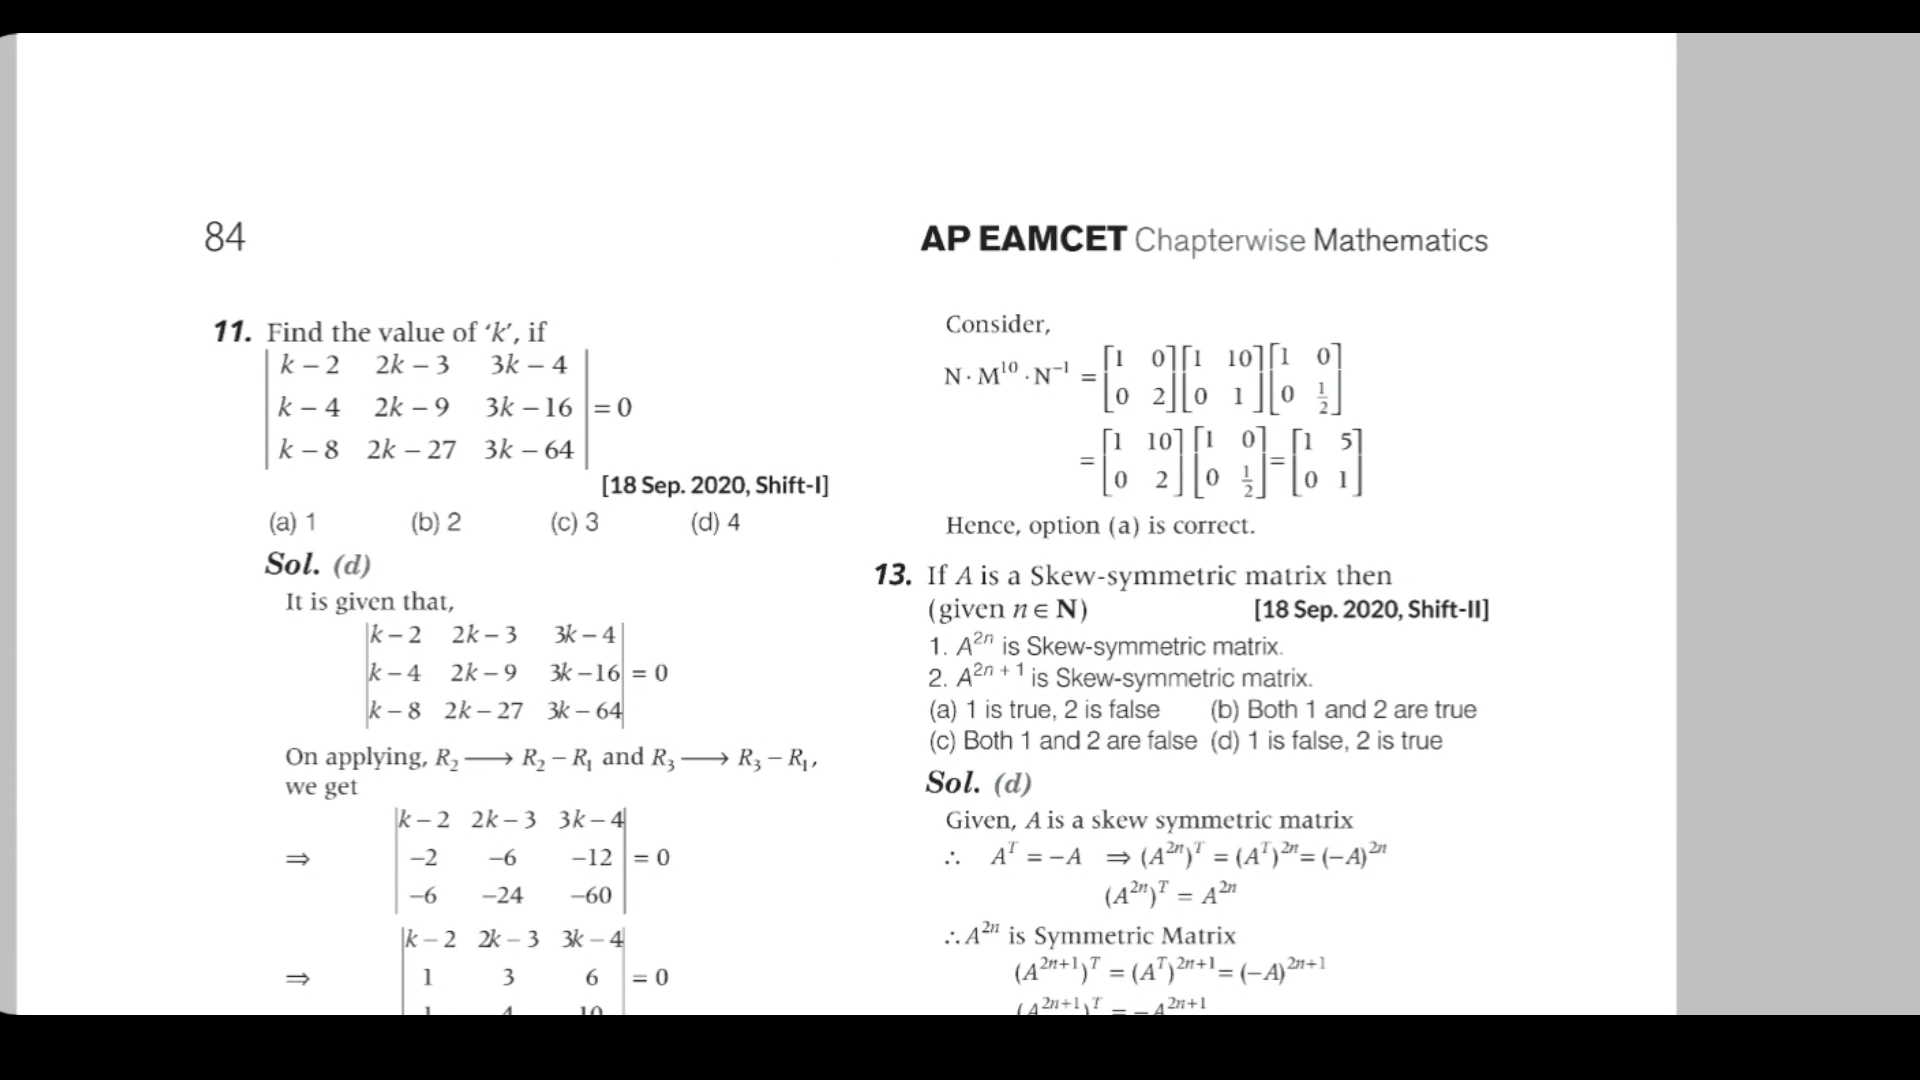 84
AP EAMCET Chapterwise Mathematics
11. Find the value of ‘k’, if
| k – 2 2k – 3 3k – 4 |
| k – 4 2k – 9 3k – 16 | = 0
| k – 8 2k – 27 3k – 64 |
[18 Sep. 2020, Shift-I]
(a) 1 (b) 2 (c) 3 (d) 4
Sol. (d)
It is given that,
|k – 2 2k – 3 3k – 4|
|k – 4 2k – 9 3k – 16| = 0
|k – 8 2k – 27 3k – 64|
On applying, R₂ ⟶ R₂ – R₁ and R₃ ⟶ R₃ – R₁,
we get
|k – 2 2k – 3 3k – 4|
⇒ | –2 –6 –12 | = 0
| –6 –24 –60 |
|k – 2 2k – 3 3k – 4|
⇒ | 1 3 6 | = 0
1 4 10
Consider,
N · M¹⁰ · N⁻¹ = [1 0; 0 2] [1 10; 0 1] [1 0; 0 1/2]
= [1 10; 0 2] [1 0; 0 1/2] = [1 5; 0 1]
Hence, option (a) is correct.
13. If A is a Skew-symmetric matrix then
(given n ∈ N) [18 Sep. 2020, Shift-II]
1. A²ⁿ is Skew-symmetric matrix.
2. A²ⁿ ⁺ ¹ is Skew-symmetric matrix.
(a) 1 is true, 2 is false (b) Both 1 and 2 are true
(c) Both 1 and 2 are false (d) 1 is false, 2 is true
Sol. (d)
Given, A is a skew symmetric matrix
∴ Aᵀ = –A ⇒ (A²ⁿ)ᵀ = (Aᵀ)²ⁿ = (–A)²ⁿ
(A²ⁿ)ᵀ = A²ⁿ
∴ A²ⁿ is Symmetric Matrix
(A²ⁿ⁺¹)ᵀ = (Aᵀ)²ⁿ⁺¹ = (–A)²ⁿ⁺¹
(A²ⁿ⁺¹)ᵀ = –A²ⁿ⁺¹